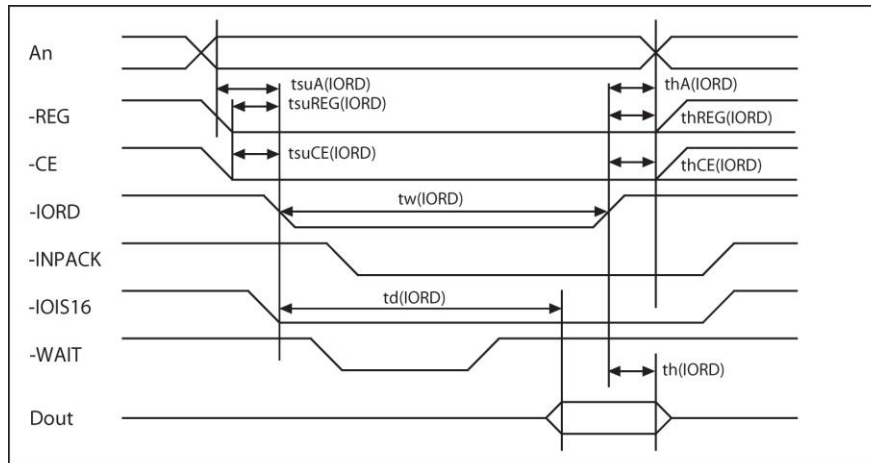 An
tsuA(IORD)
thA(IORD)
tsuREG(IORD)
-REG
thREG(IORD)
-CE
tsuCE(IORD)
thCE(IORD)
-IORD
tw(IORD)
-INPACK
-IOIS16
td(IORD)
-WAIT
th(IORD)
Dout